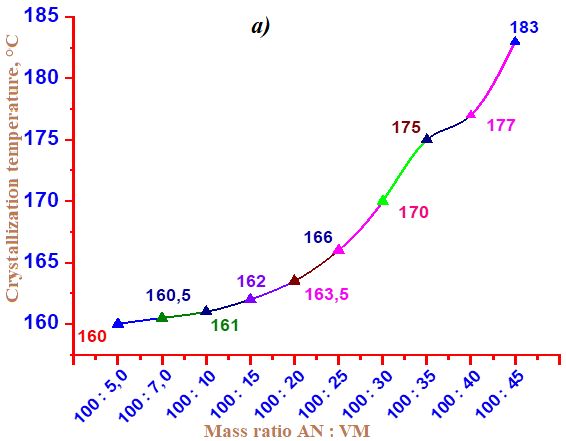 a)
Crystallization temperature, °C
185
180
175
170
165
160
183
177
175
170
166
163,5
162
161
160,5
160
100 : 5,0
100 : 7,0
100 : 10
100 : 15
100 : 20
100 : 25
100 : 30
100 : 35
100 : 40
100 : 45
Mass ratio AN : VM